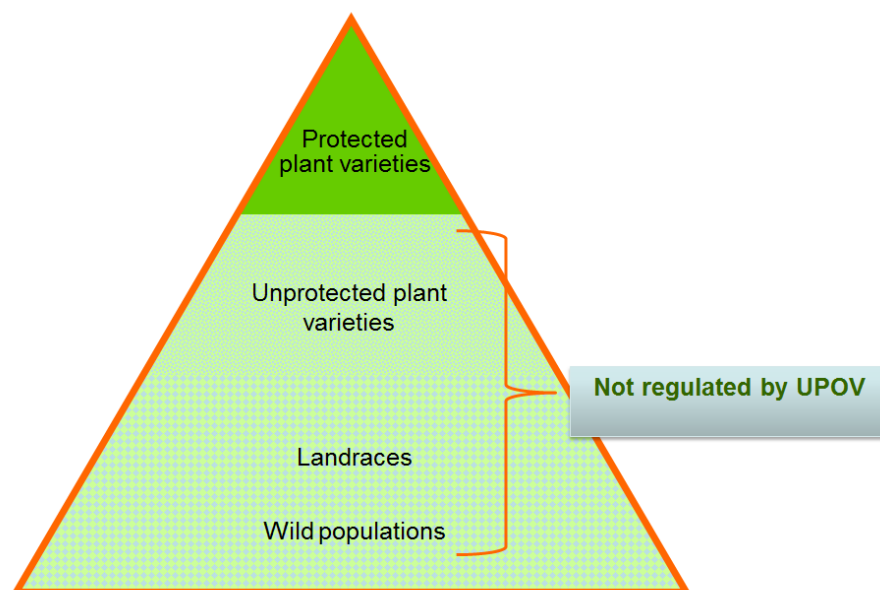 Protected
plant varieties
Unprotected plant
varieties
Not regulated by UPOV
Landraces
Wild populations